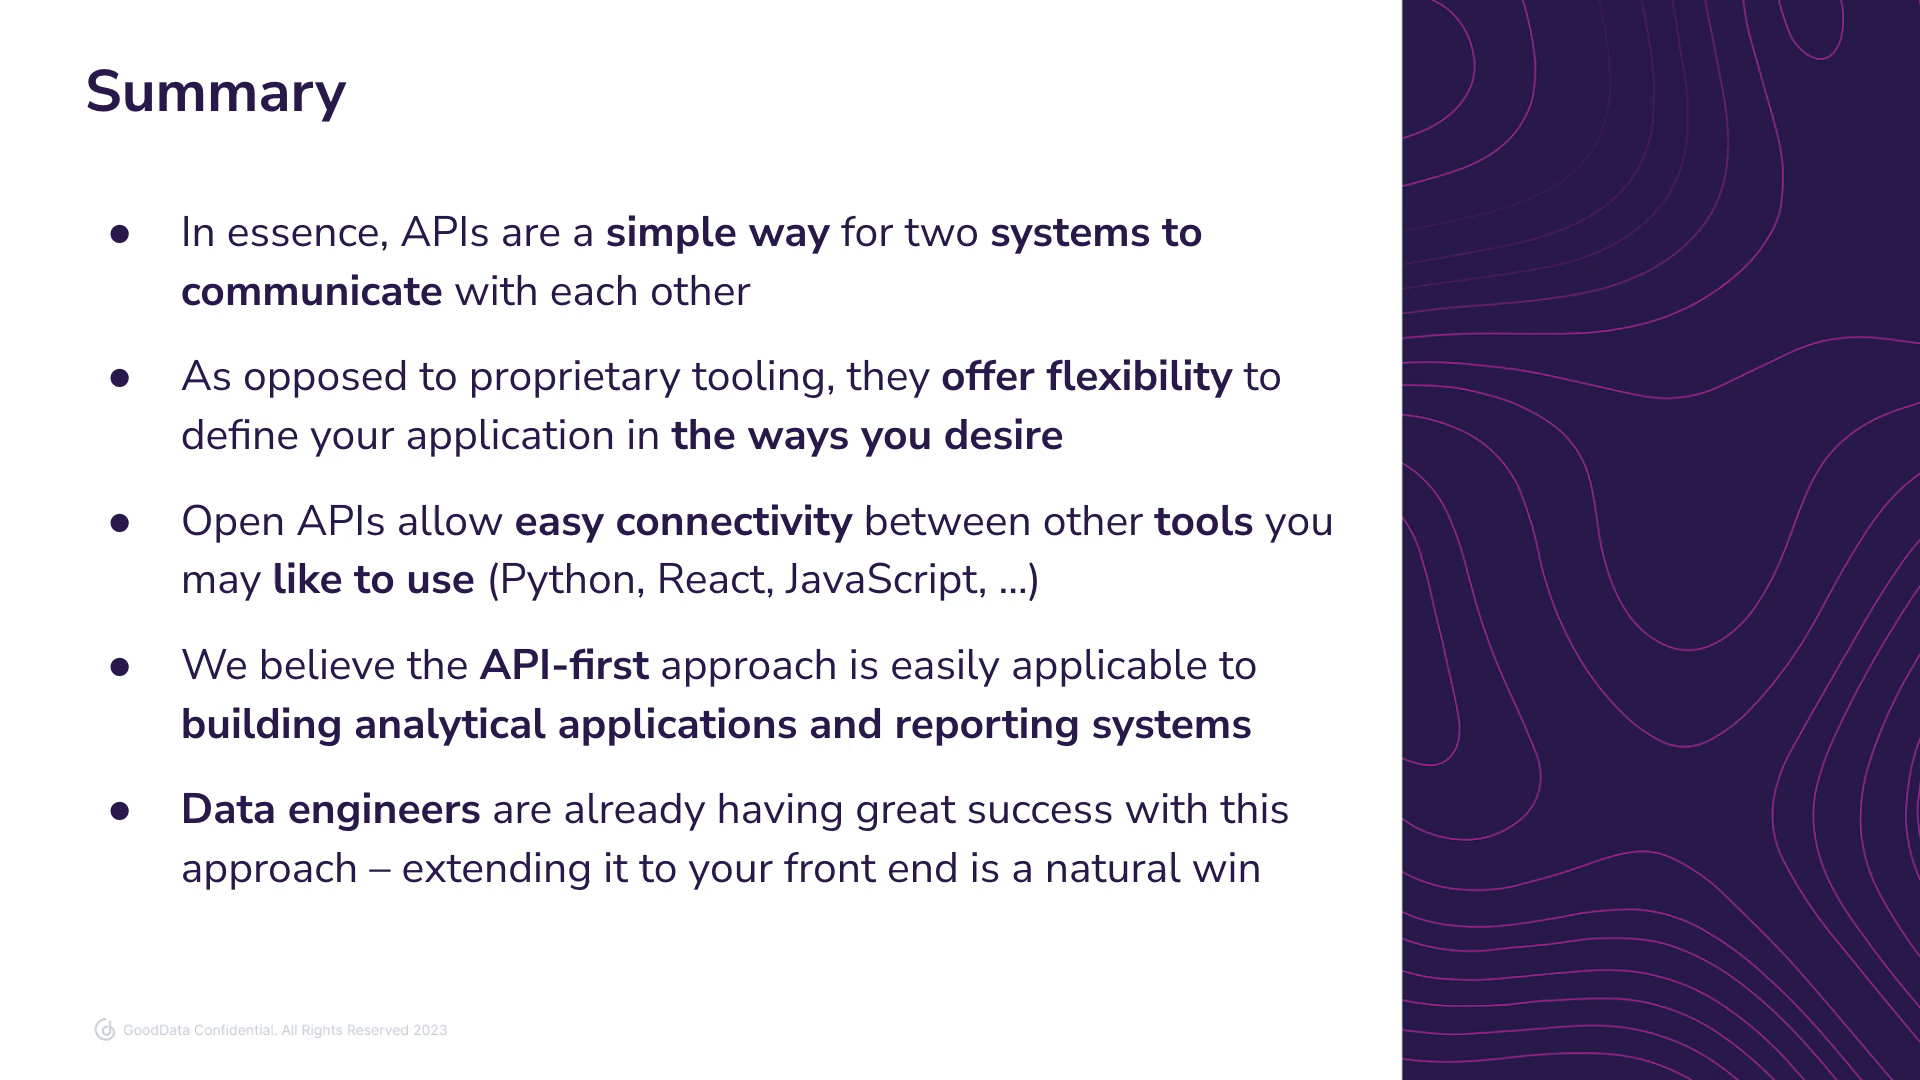 Summary
● In essence, APIs are a simple way for two systems to
communicate with each other
● As opposed to proprietary tooling, they offer flexibility to
define your application in the ways you desire
● Open APIs allow easy connectivity between other tools you
may like to use (Python, React, JavaScript, ...)
● We believe the API-first approach is easily applicable to
building analytical applications and reporting systems
● Data engineers are already having great success with this
approach – extending it to your front end is a natural win
GoodData Confidential. All Rights Reserved 2023